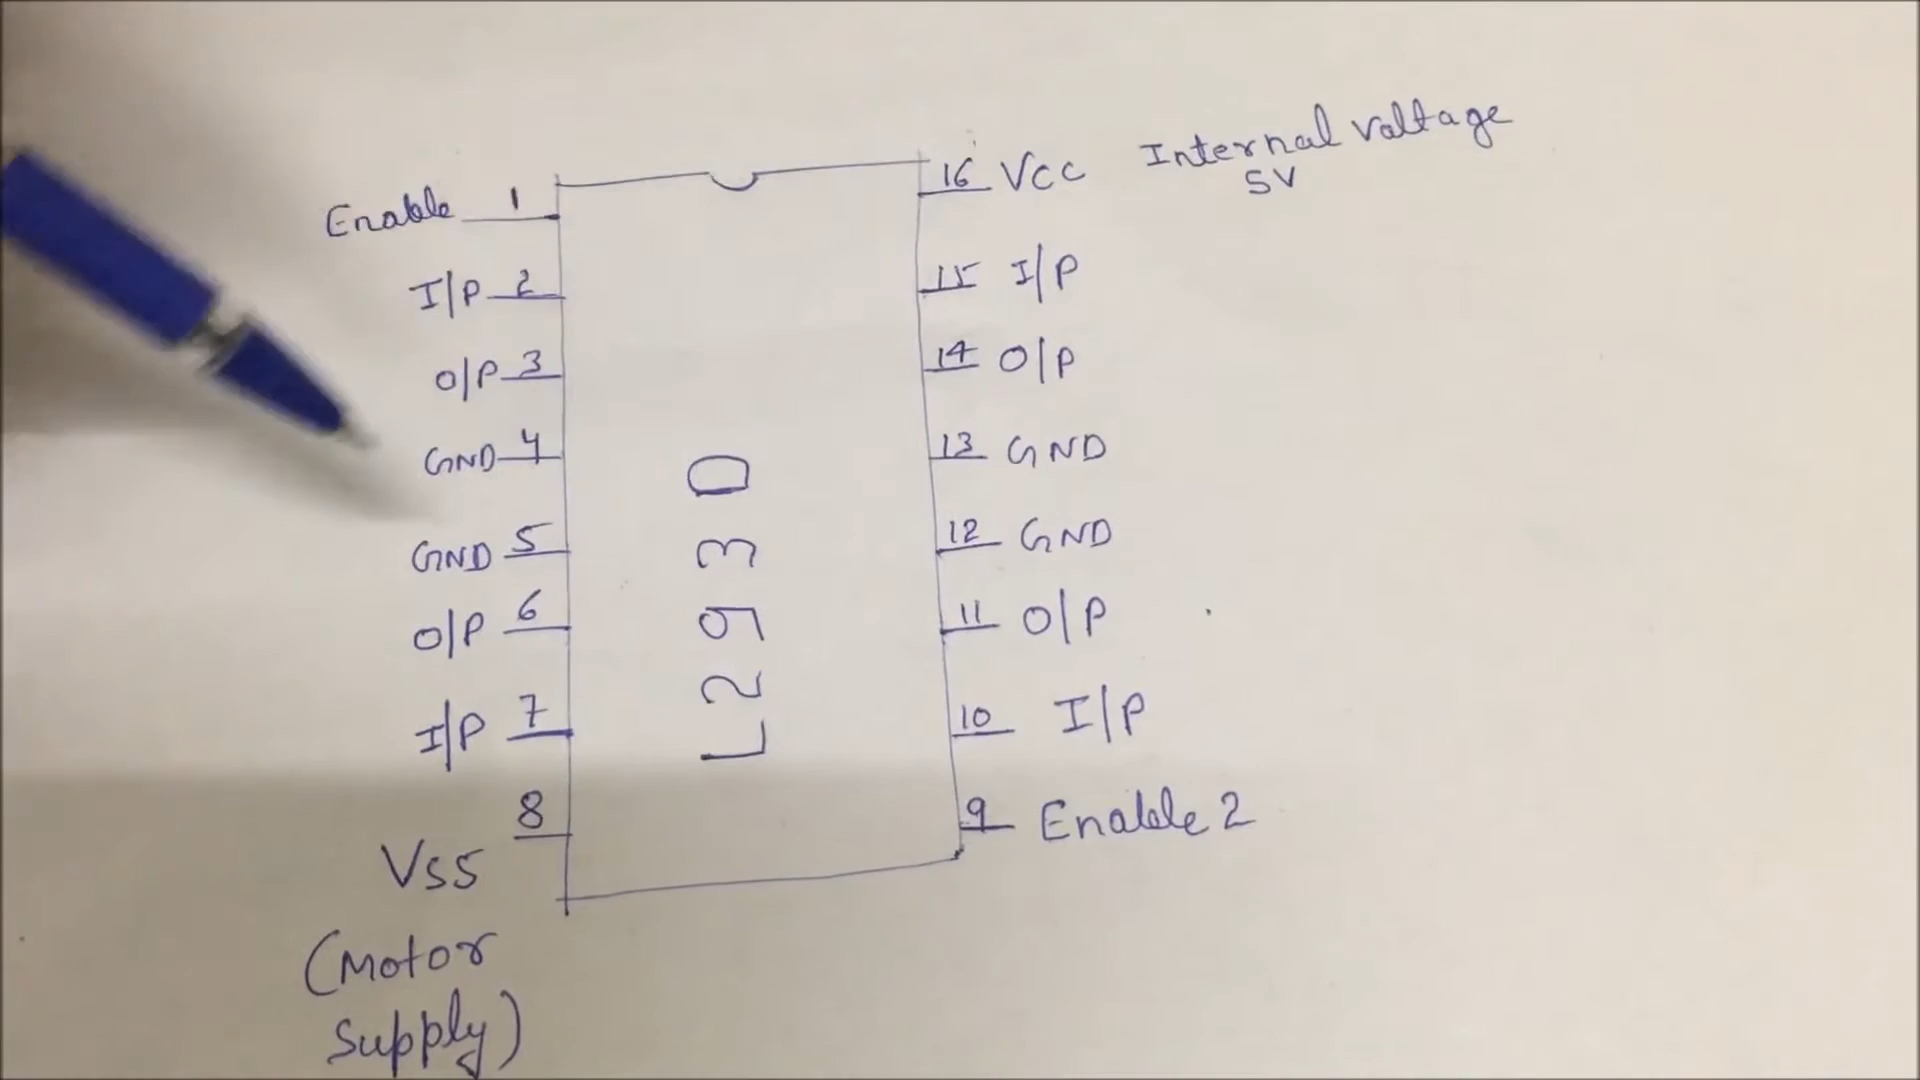 Enable 1
I/P 2
O/P 3
GND 4
GND 5
O/P 6
I/P 7
8
VSS
(Motor
Supply)
L293D
16 VCC Internal Voltage
5V
15 I/P
14 O/P
13 GND
12 GND
11 O/P
10 I/P
9 Enable 2